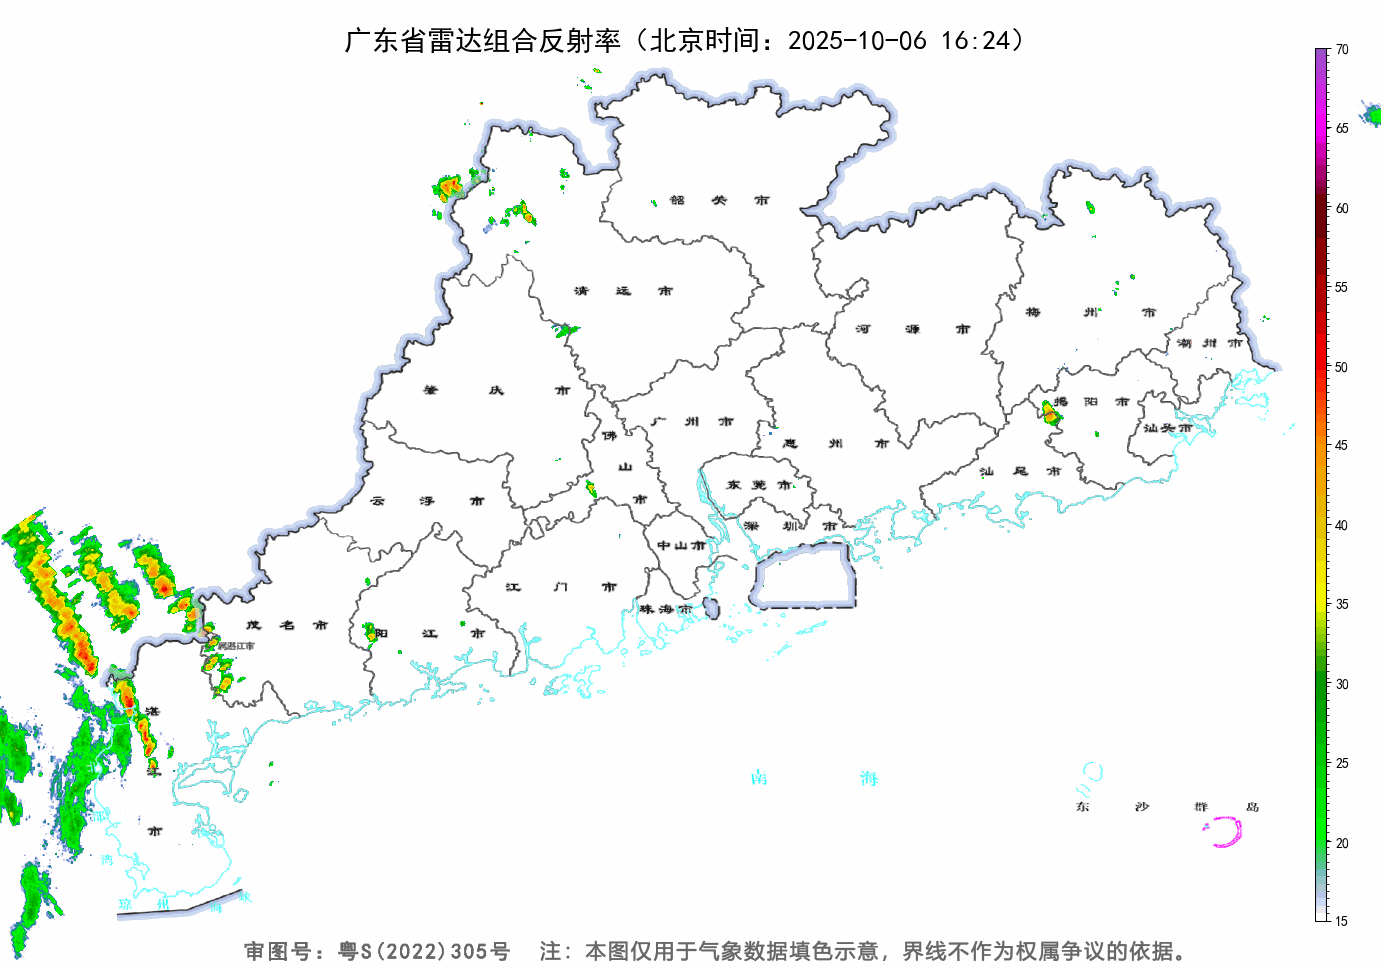 广东省雷达组合反射率（北京时间：2025-10-06 16:24）
70
65
60
55
50
45
40
35
30
25
20
15
韶关市
清远市
河源市
梅州市
潮州市
肇庆市
广州市
揭阳市
汕头市
佛山市
惠州市
云浮市
东莞市
汕尾市
深圳市
中山市
江门市
珠海市
茂名市
阳江市
属湛江市
湛江市
南海
东沙群岛
湾
琼州海峡
审图号：粤S(2022)305号 注：本图仅用于气象数据填色示意，界线不作为权属争议的依据。